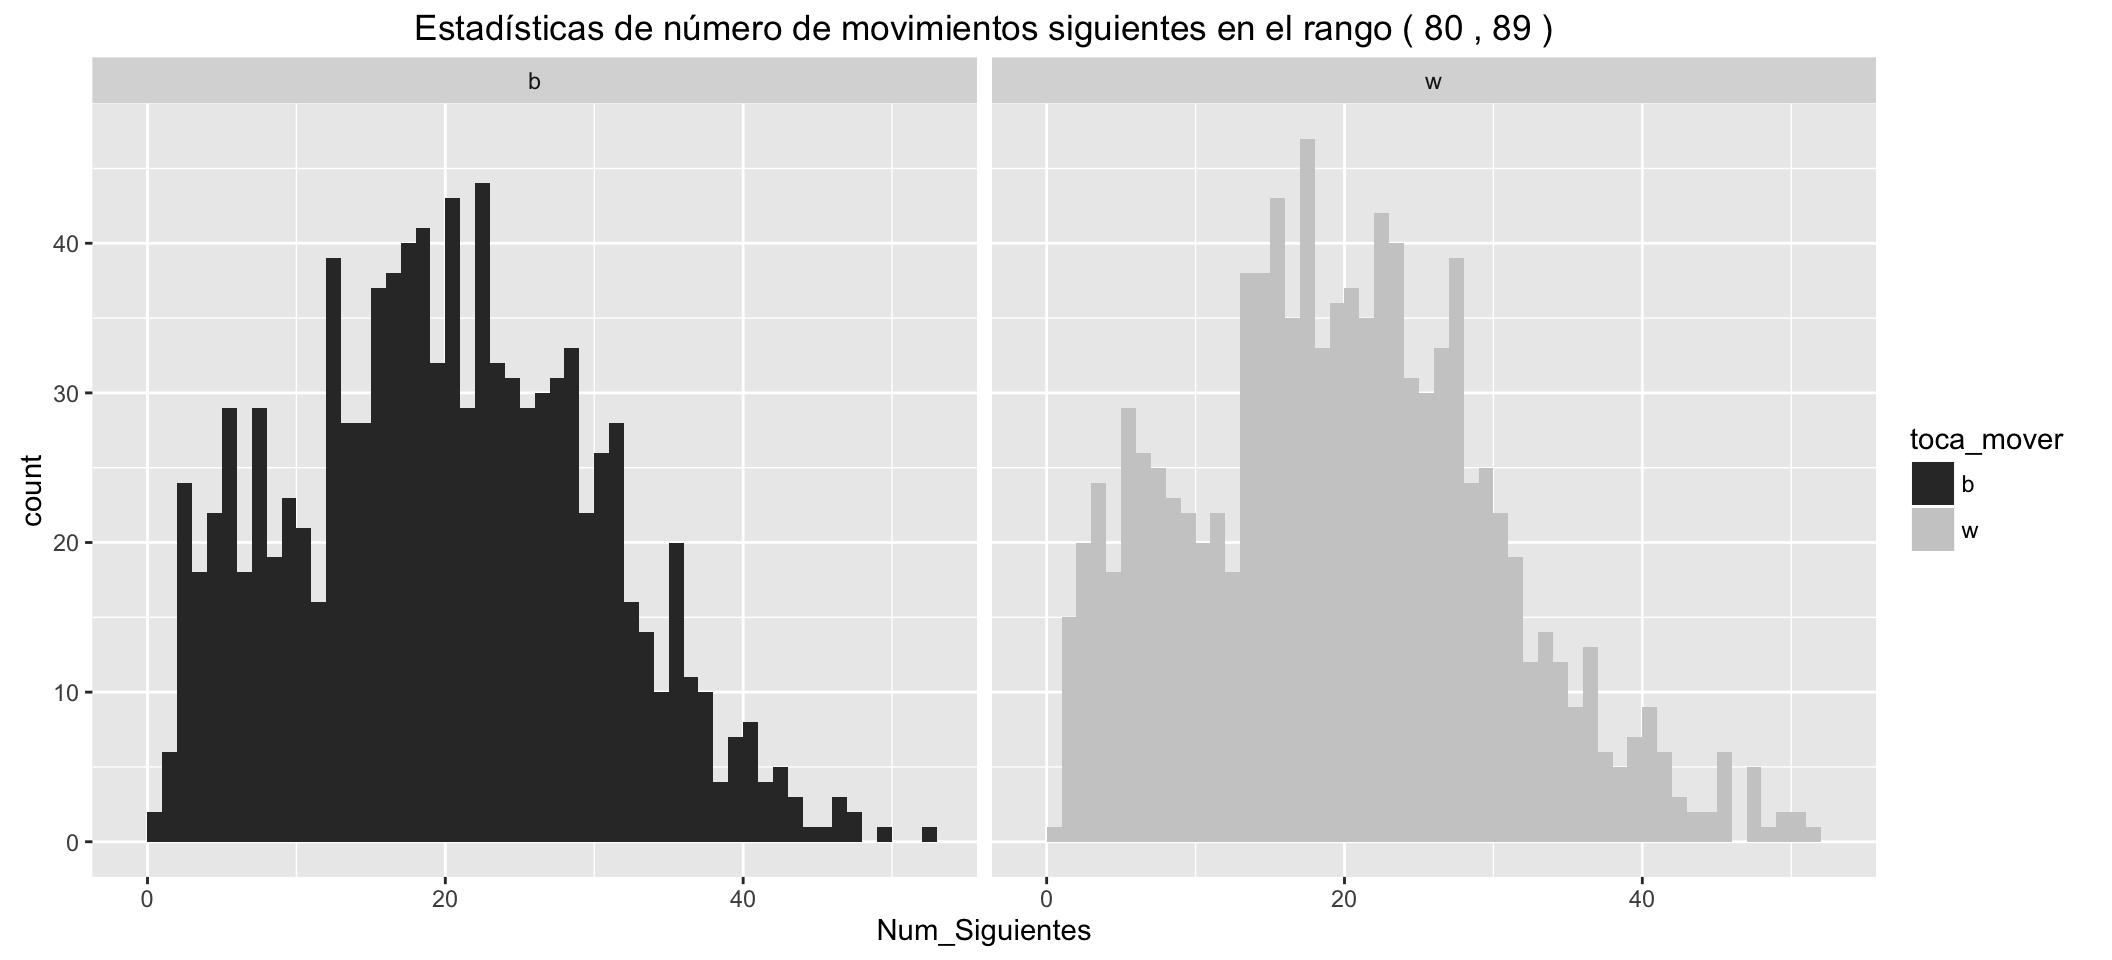 Estadísticas de número de movimientos siguientes en el rango ( 80 , 89 )
b
w
40
30
20
10
0
count
0
20
40
0
20
40
Num_Siguientes
toca_mover
b
w